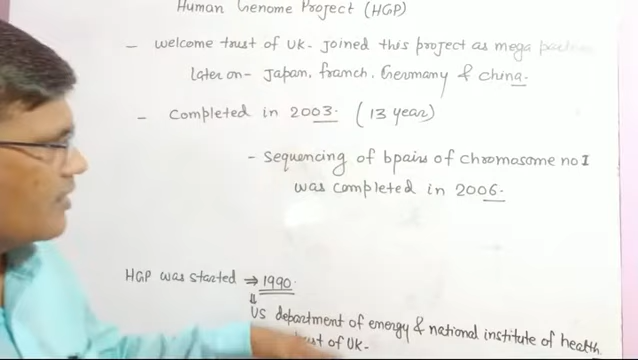 Human Genome Project (HGP)
- welcome trust of UK. joined this project as mega
later on - Japan, franch, Germany & china.
- completed in 2003. (13 year)
- sequencing of bpairs of chromasome no I
was completed in 2006.
HGP was started → 1990.
⇓
US department of energy & national institute of health
of UK-